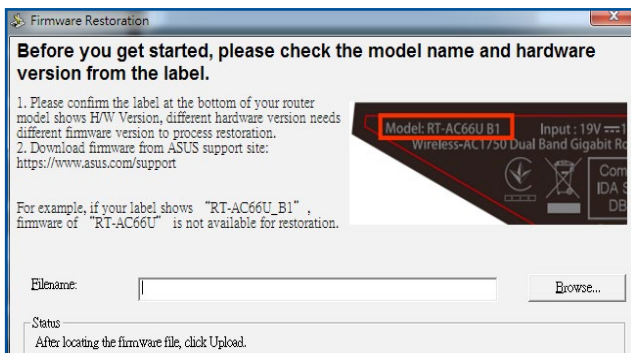 Firmware Restoration
Before you get started, please check the model name and hardware
version from the label.
1. Please confirm the label at the bottom of your router
model shows H/W Version, different hardware version needs
different firmware version to process restoration.
2. Download firmware from ASUS support site:
https://www.asus.com/support
For example, if your label shows “RT-AC66U_B1” ,
firmware of “RT-AC66U” is not available for restoration.
Model: RT-AC66U B1 Input : 19V
Wireless-AC1750 Dual Band Gigabit
Com
IDA S
DB
Filename:
Browse...
Status
After locating the firmware file, click Upload.